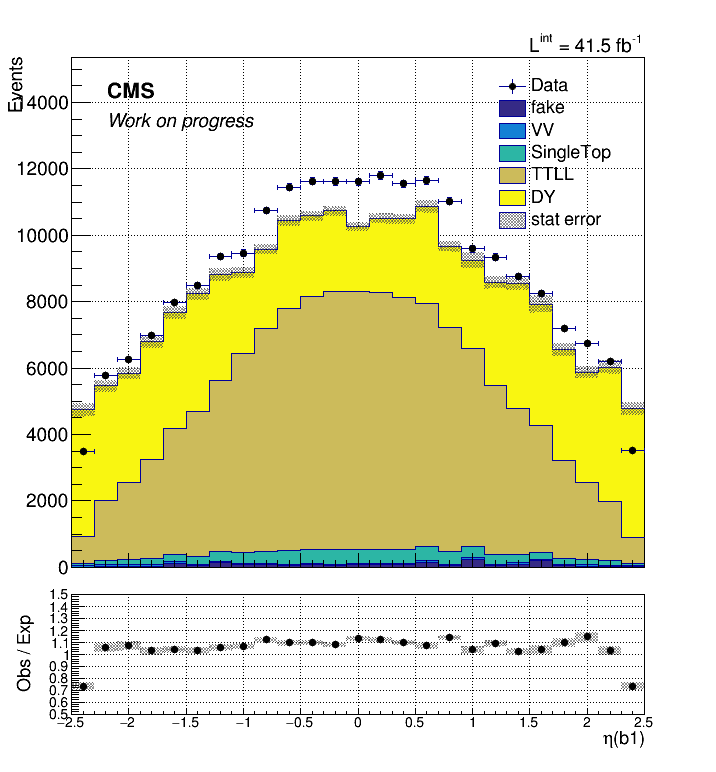 L^int = 41.5 fb^-1
Events
CMS
Work on progress
Data
fake
VV
SingleTop
TTLL
DY
stat error
14000
12000
10000
8000
6000
4000
2000
0
Obs / Exp
1.5
1.4
1.3
1.2
1.1
1
0.9
0.8
0.7
0.6
0.5
−2.5 −2 −1.5 −1 −0.5 0 0.5 1 1.5 2 2.5
η(b1)